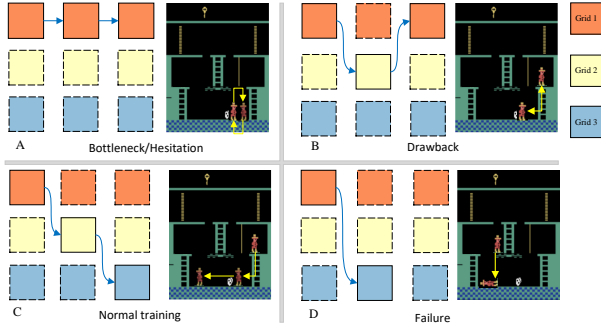 A
Bottleneck/Hesitation
B
Drawback
Grid 1
Grid 2
Grid 3
C
Normal training
D
Failure